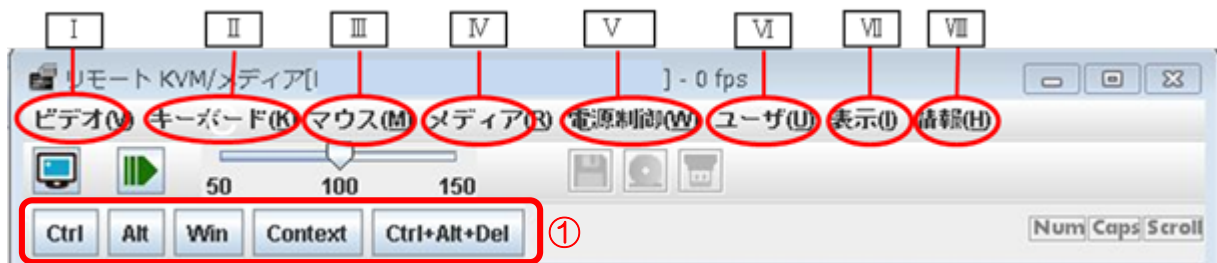 Ⅰ Ⅱ Ⅲ Ⅳ Ⅴ Ⅵ Ⅶ Ⅷ
リモート KVM/メディア[ ] - 0 fps
ビデオ(V) キーボード(K) マウス(M) メディア(R) 電源制御(W) ユーザ(U) 表示(I) 情報(H)
50 100 150
Ctrl Alt Win Context Ctrl+Alt+Del ① Num Caps Scroll